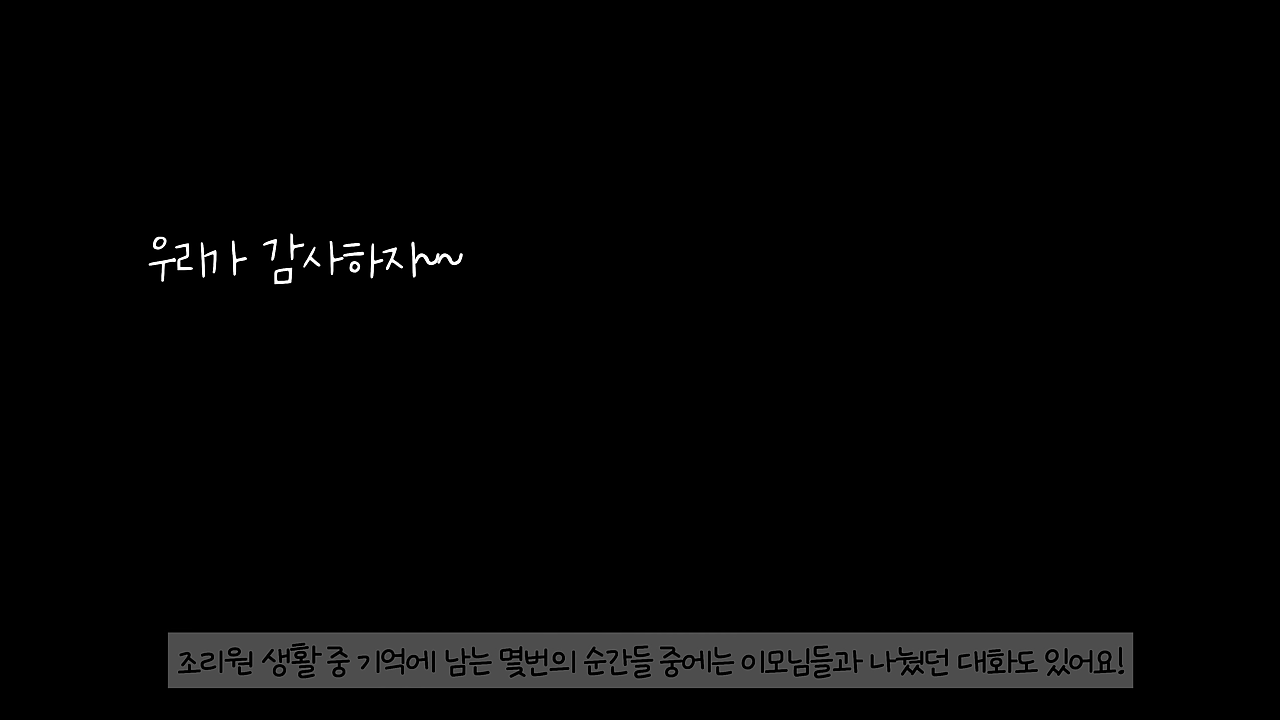 우래가 감사하자~~
조리원 생활 중 기억에 남는 몇번의 순간들 중에는 이모님들과 나눴던 대화도 있어요!